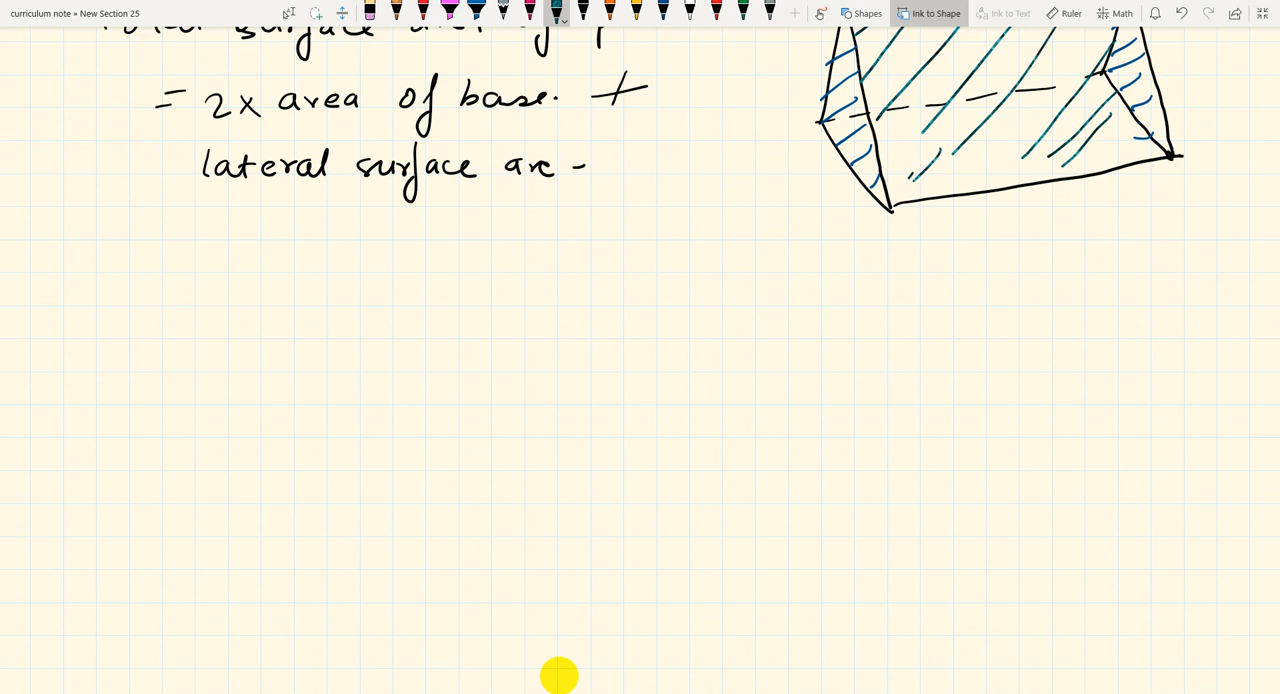 curriculum note » New Section 25
Shapes Ink to Shape Ink to Text Ruler Math
= 2 x area of base. +
lateral surface are -